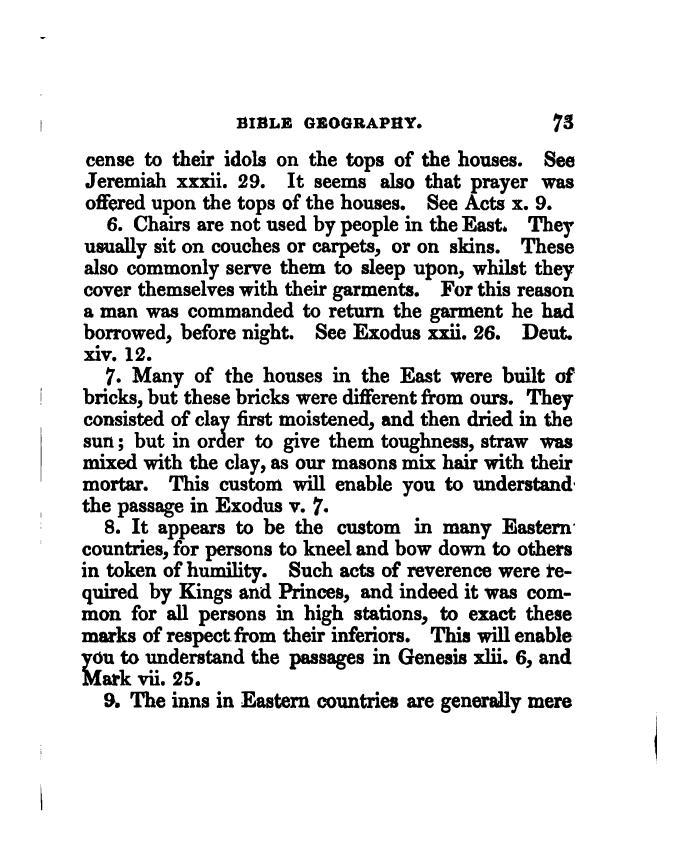 BIBLE GEOGRAPHY. 73
cense to their idols on the tops of the houses. See
Jeremiah xxxii. 29. It seems also that prayer was
offered upon the tops of the houses. See Acts x. 9.
6. Chairs are not used by people in the East. They
usually sit on couches or carpets, or on skins. These
also commonly serve them to sleep upon, whilst they
cover themselves with their garments. For this reason
a man was commanded to return the garment he had
borrowed, before night. See Exodus xxii. 26. Deut.
xiv. 12.
7. Many of the houses in the East were built of
bricks, but these bricks were different from ours. They
consisted of clay first moistened, and then dried in the
sun; but in order to give them toughness, straw was
mixed with the clay, as our masons mix hair with their
mortar. This custom will enable you to understand
the passage in Exodus v. 7.
8. It appears to be the custom in many Eastern
countries, for persons to kneel and bow down to others
in token of humility. Such acts of reverence were re-
quired by Kings and Princes, and indeed it was com-
mon for all persons in high stations, to exact these
marks of respect from their inferiors. This will enable
you to understand the passages in Genesis xlii. 6, and
Mark vii. 25.
9. The inns in Eastern countries are generally mere